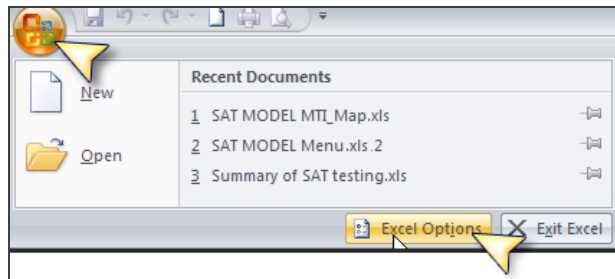 New
Open
Recent Documents
1 SAT MODEL MTI_Map.xls
2 SAT MODEL Menu.xls.2
3 Summary of SAT testing.xls
Excel Options
Exit Excel